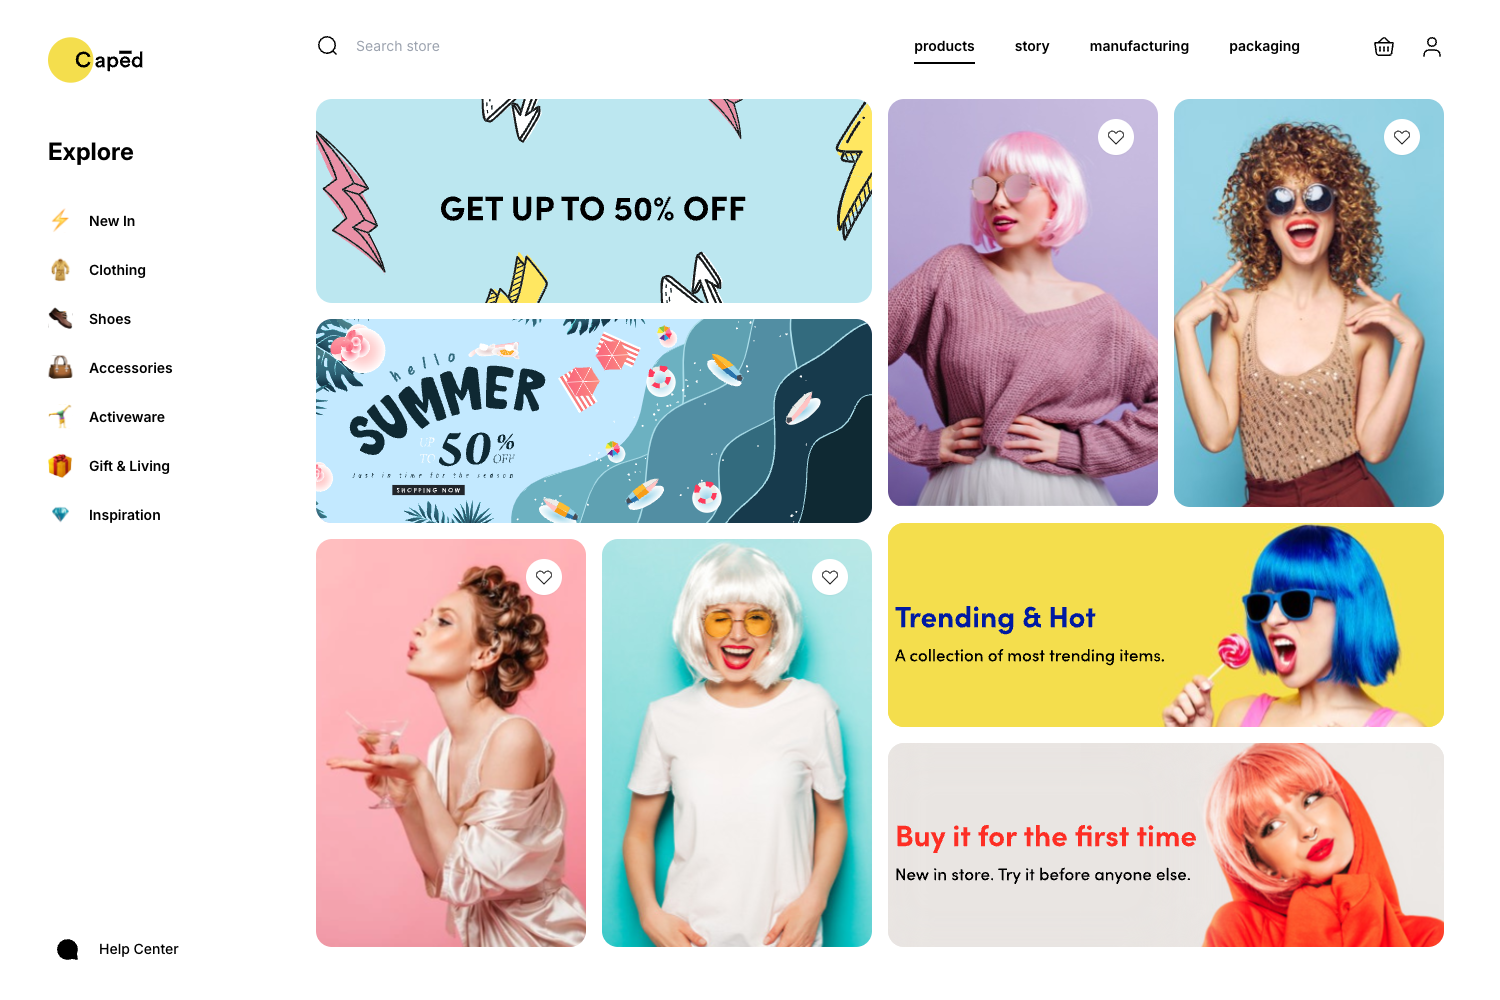 Capēd
Search store
products
story
manufacturing
packaging
Explore
New In
Clothing
Shoes
Accessories
Activeware
Gift & Living
Inspiration
Help Center
GET UP TO 50% OFF
hello
SUMMER
UP TO 50% OFF
Just in time for the season
SHOPPING NOW
Trending & Hot
A collection of most trending items.
Buy it for the first time
New in store. Try it before anyone else.